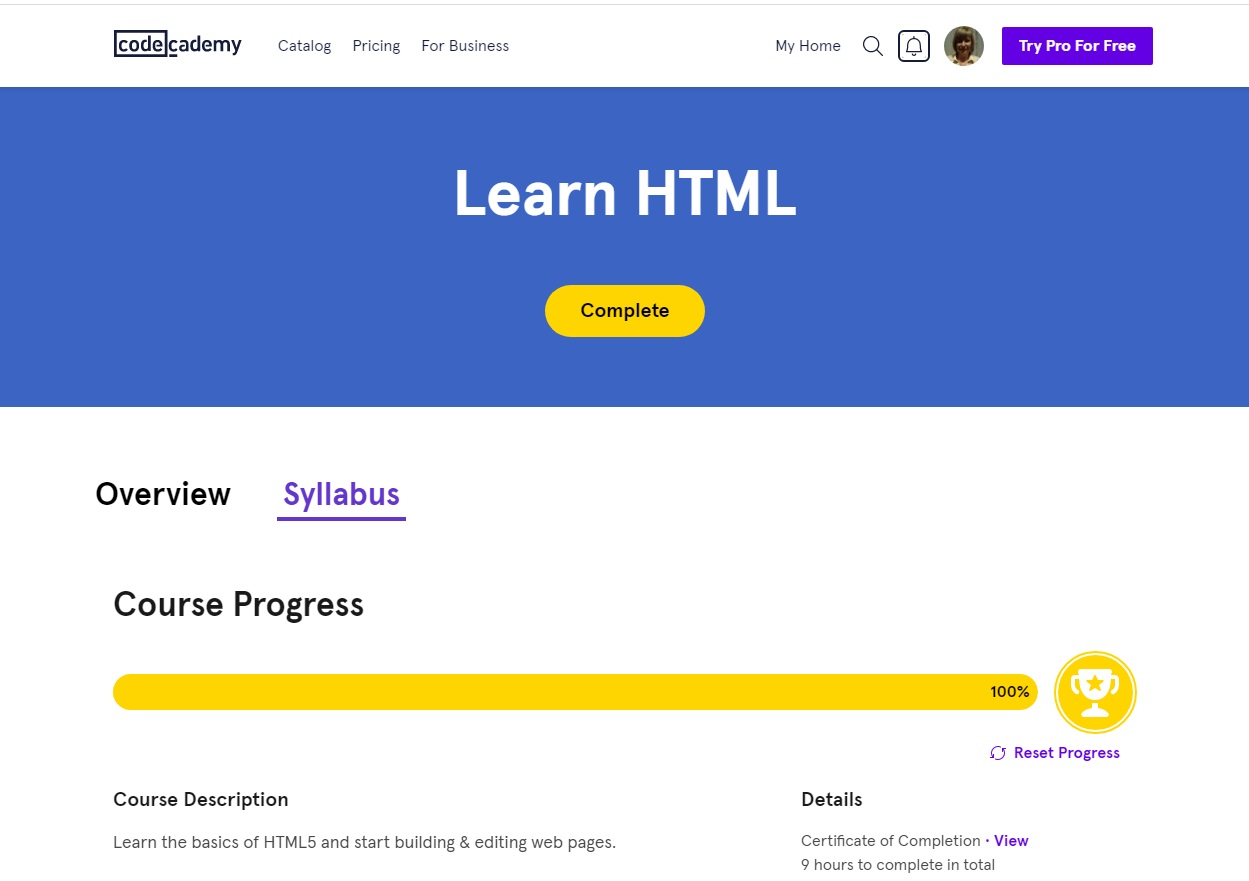 codecademy
Catalog Pricing For Business My Home Try Pro For Free
Learn HTML
Complete
Overview Syllabus
Course Progress
100%
Reset Progress
Course Description
Learn the basics of HTML5 and start building & editing web pages.
Details
Certificate of Completion · View
9 hours to complete in total